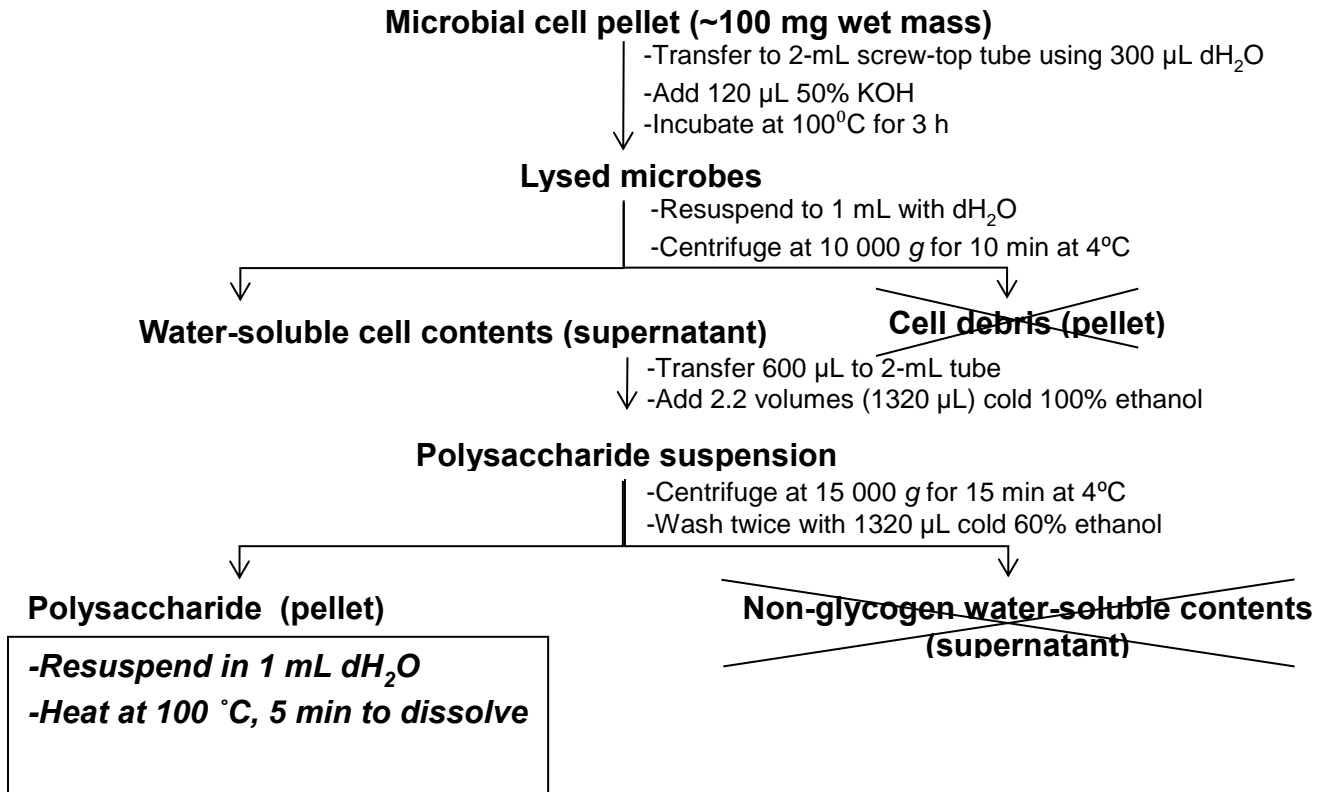 Microbial cell pellet (~100 mg wet mass)
-Transfer to 2-mL screw-top tube using 300 µL dH₂O
-Add 120 µL 50% KOH
-Incubate at 100⁰C for 3 h
Lysed microbes
-Resuspend to 1 mL with dH₂O
-Centrifuge at 10 000 g for 10 min at 4ºC
Water-soluble cell contents (supernatant)
Cell debris (pellet)
-Transfer 600 µL to 2-mL tube
-Add 2.2 volumes (1320 µL) cold 100% ethanol
Polysaccharide suspension
-Centrifuge at 15 000 g for 15 min at 4ºC
-Wash twice with 1320 µL cold 60% ethanol
Polysaccharide (pellet)
Non-glycogen water-soluble contents
(supernatant)
-Resuspend in 1 mL dH₂O
-Heat at 100 ˚C, 5 min to dissolve